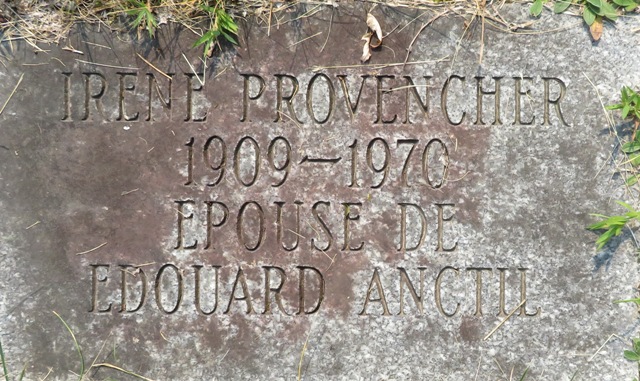 IRENE PROVENCHER
1909–1970
EPOUSE DE
EDOUARD ANCTIL